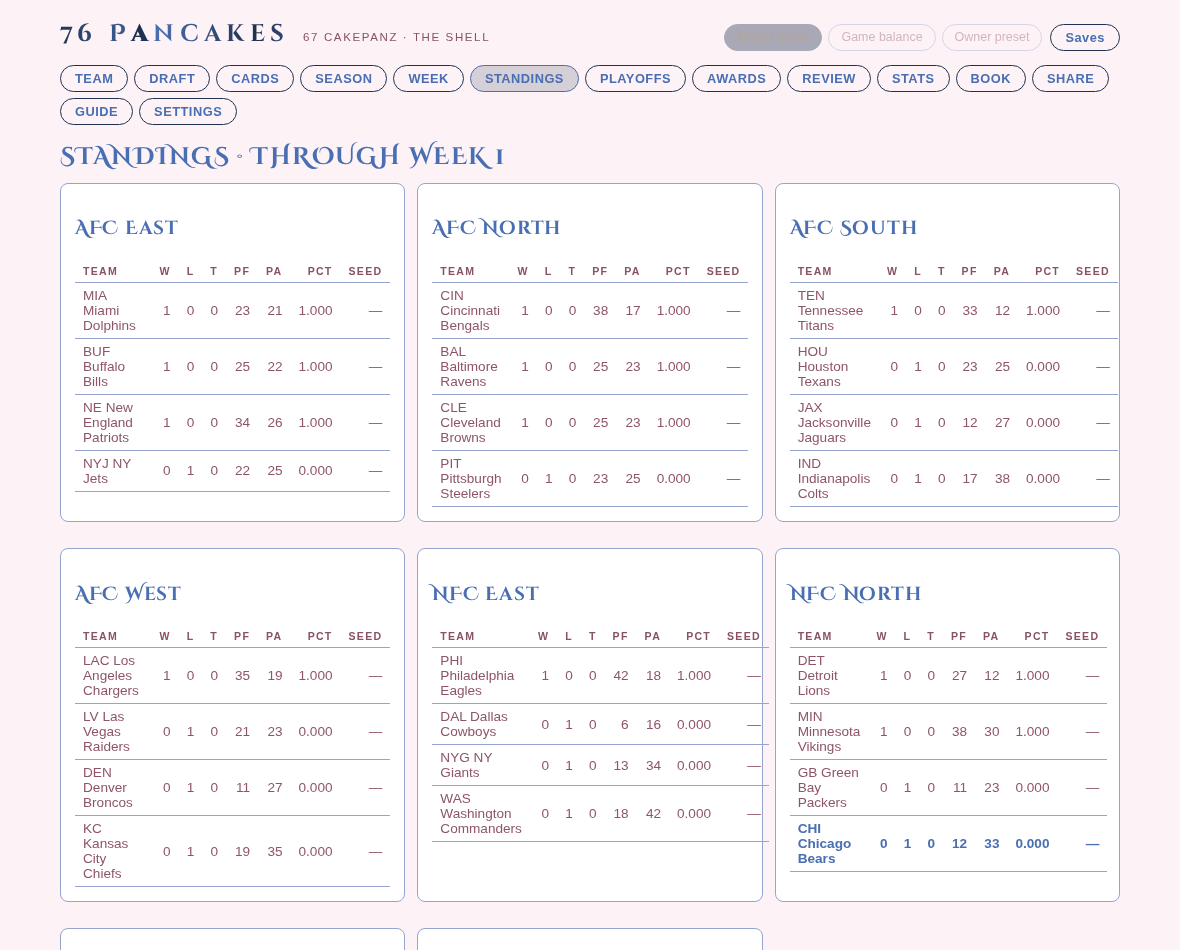 76 PANCAKES 67 CAKEPANZ · THE SHELL Game balance Owner preset Saves
TEAM DRAFT CARDS SEASON WEEK STANDINGS PLAYOFFS AWARDS REVIEW STATS BOOK SHARE
GUIDE SETTINGS
STANDINGS · THROUGH WEEK 1
AFC EAST
TEAM W L T PF PA PCT SEED
MIA
Miami
Dolphins 1 0 0 23 21 1.000 —
BUF
Buffalo
Bills 1 0 0 25 22 1.000 —
NE New
England
Patriots 1 0 0 34 26 1.000 —
NYJ NY
Jets 0 1 0 22 25 0.000 —
AFC NORTH
TEAM W L T PF PA PCT SEED
CIN
Cincinnati
Bengals 1 0 0 38 17 1.000 —
BAL
Baltimore
Ravens 1 0 0 25 23 1.000 —
CLE
Cleveland
Browns 1 0 0 25 23 1.000 —
PIT
Pittsburgh
Steelers 0 1 0 23 25 0.000 —
AFC SOUTH
TEAM W L T PF PA PCT SEED
TEN
Tennessee
Titans 1 0 0 33 12 1.000 —
HOU
Houston
Texans 0 1 0 23 25 0.000 —
JAX
Jacksonville
Jaguars 0 1 0 12 27 0.000 —
IND
Indianapolis
Colts 0 1 0 17 38 0.000 —
AFC WEST
TEAM W L T PF PA PCT SEED
LAC Los
Angeles
Chargers 1 0 0 35 19 1.000 —
LV Las
Vegas
Raiders 0 1 0 21 23 0.000 —
DEN
Denver
Broncos 0 1 0 11 27 0.000 —
KC
Kansas
City
Chiefs 0 1 0 19 35 0.000 —
NFC EAST
TEAM W L T PF PA PCT SEED
PHI
Philadelphia
Eagles 1 0 0 42 18 1.000 —
DAL Dallas
Cowboys 0 1 0 6 16 0.000 —
NYG NY
Giants 0 1 0 13 34 0.000 —
WAS
Washington
Commanders 0 1 0 18 42 0.000 —
NFC NORTH
TEAM W L T PF PA PCT SEED
DET
Detroit
Lions 1 0 0 27 12 1.000 —
MIN
Minnesota
Vikings 1 0 0 38 30 1.000 —
GB Green
Bay
Packers 0 1 0 11 23 0.000 —
CHI
Chicago
Bears 0 1 0 12 33 0.000 —